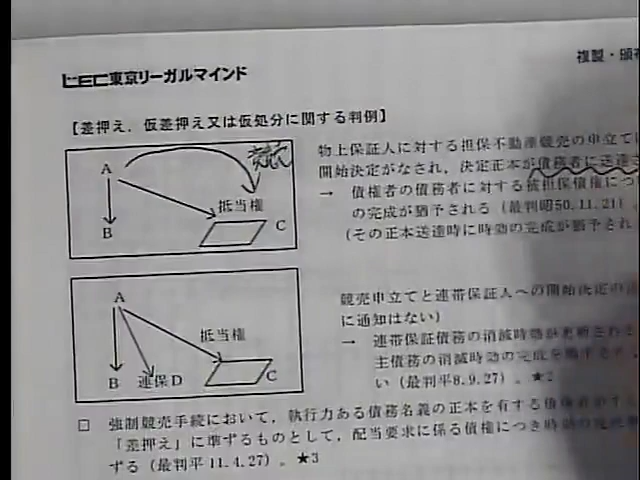 LEC東京リーガルマインド
複製・頒
【差押え，仮差押え又は仮処分に関する判例】
A
B
抵当権
C
物上保証人に対する担保不動産競売の申立て
開始決定がなされ，決定正本が債務者に送達
→ 債権者の債務者に対する被担保債権につ
の完成が猶予される（最判昭50.11.21）。
（その正本送達時に時効の完成が猶予され
A
抵当権
B
連保D
C
競売申立てと連帯保証人への開始決定の
に通知はない）
→ 連帯保証債務の消滅時効
主債務の消滅時効の完成を
い（最判平8.9.27）。★2
□ 強制競売手続において，執行力ある債務名義の正本を有する債権者が
「差押え」に準ずるものとして，配当要求に係る債権につき時効の
ずる（最判平11.4.27）。★3